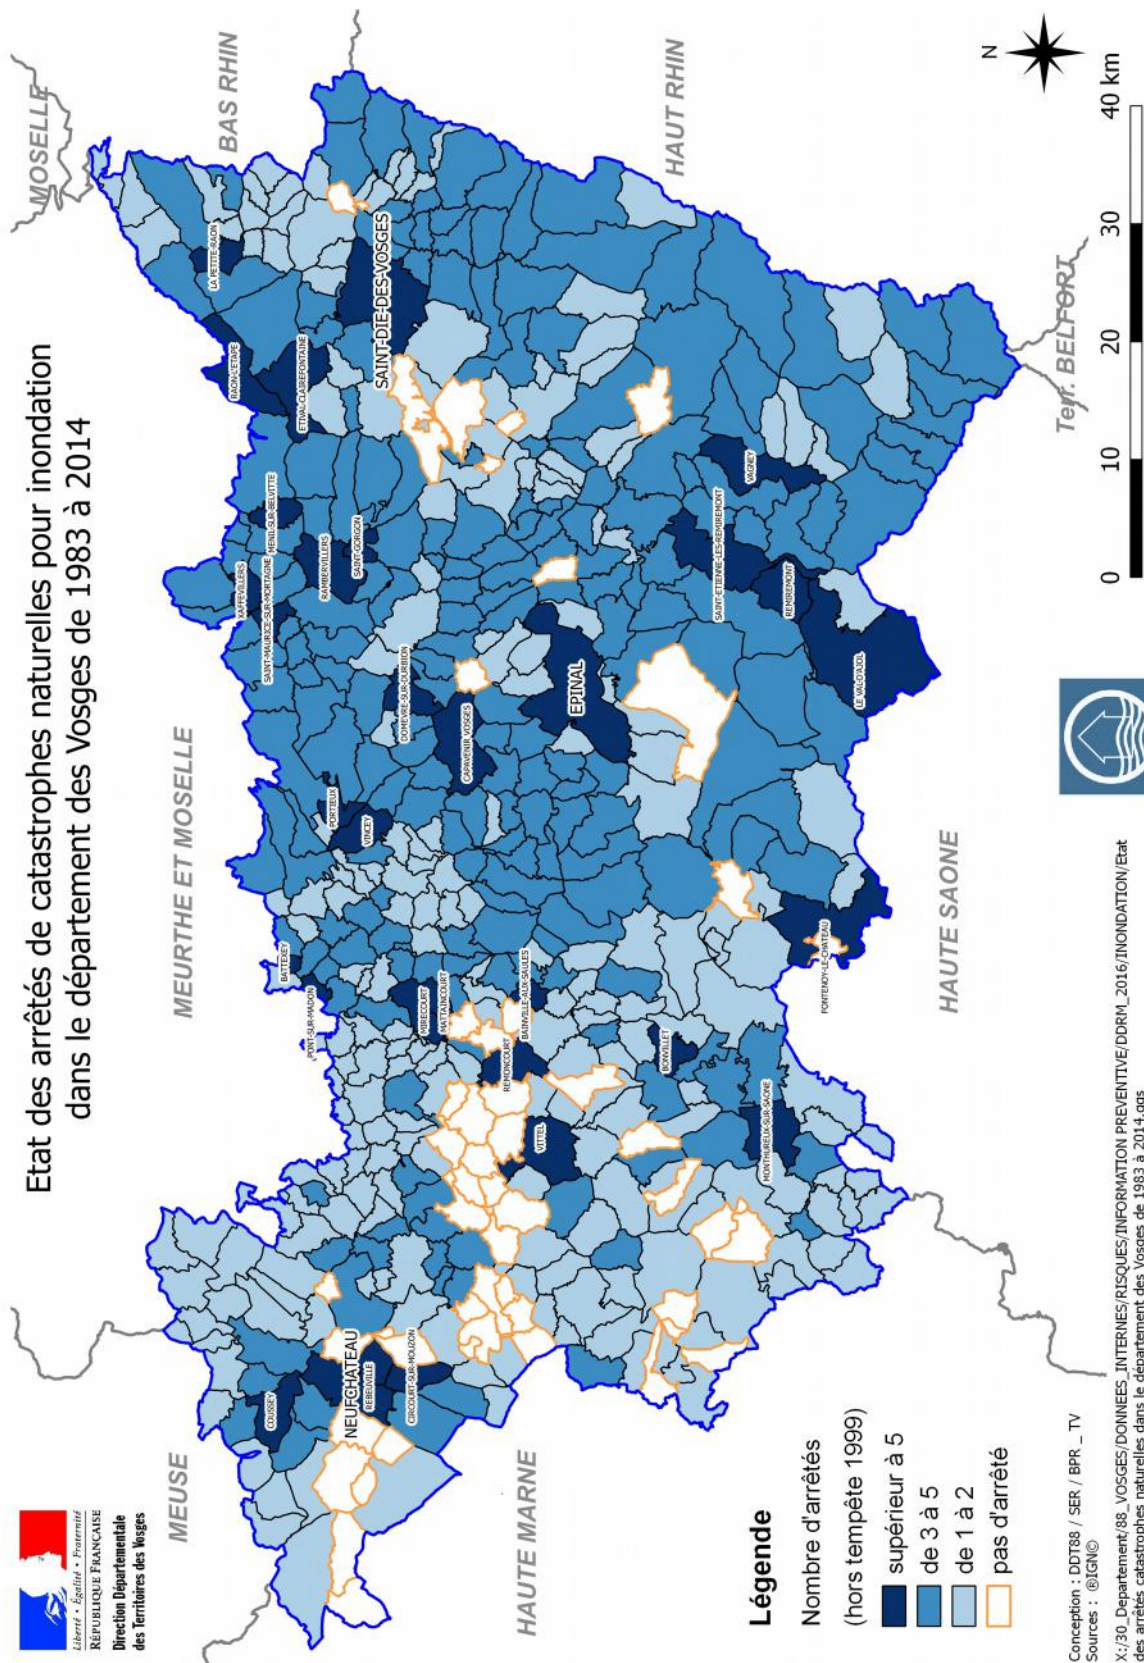 Etat des arrêtés de catastrophes naturelles pour inondation
dans le département des Vosges de 1983 à 2014
Liberté • Égalité • Fraternité
RÉPUBLIQUE FRANÇAISE
Direction Départementale
des Territoires des Vosges
MEUSE
MEURTHE ET MOSELLE
MOSELLE
BAS RHIN
HAUT RHIN
Terr. BELFORT
HAUTE SAONE
HAUTE MARNE
COUSSEY
NEUFCHATEAU
REBEUVILLE
CIRCOURT-SUR-MOUZON
BATTEXEY
PONT-SUR-MADON
MIRECOURT
MATTAINCOURT
REMONCOURT
BAINVILLE-AUX-SAULES
VITTEL
BONVILLET
MONTHUREUX-SUR-SAONE
FONTENOY-LE-CHATEAU
PORTIEUX
VINCEY
DOMEVRE-SUR-DURBION
CAPAVENIR VOSGES
EPINAL
XAFFEVILLERS
SAINT-MAURICE-SUR-MORTAGNE
MENIL-SUR-BELVITTE
RAMBERVILLERS
SAINT-GORGON
RAON-L'ETAPE
ETIVAL-CLAIREFONTAINE
LA PETITE-RAON
SAINT-DIE-DES-VOSGES
SAINT-ETIENNE-LES-REMIREMONT
REMIREMONT
VAGNEY
LE VAL-D'AJOL
Légende
Nombre d'arrêtés
(hors tempête 1999)
supérieur à 5
de 3 à 5
de 1 à 2
pas d'arrêté
N
0 10 20 30 40 km
Conception : DDT88 / SER / BPR _ TV
Sources : ®IGN©
X:/30_Departement/88_VOSGES/DONNEES_INTERNES/RISQUES/INFORMATION PREVENTIVE/DDRM_2016/INONDATION/Etat
des arrêtés catastrophes naturelles dans le département des Vosges de 1983 à 2014.qgs